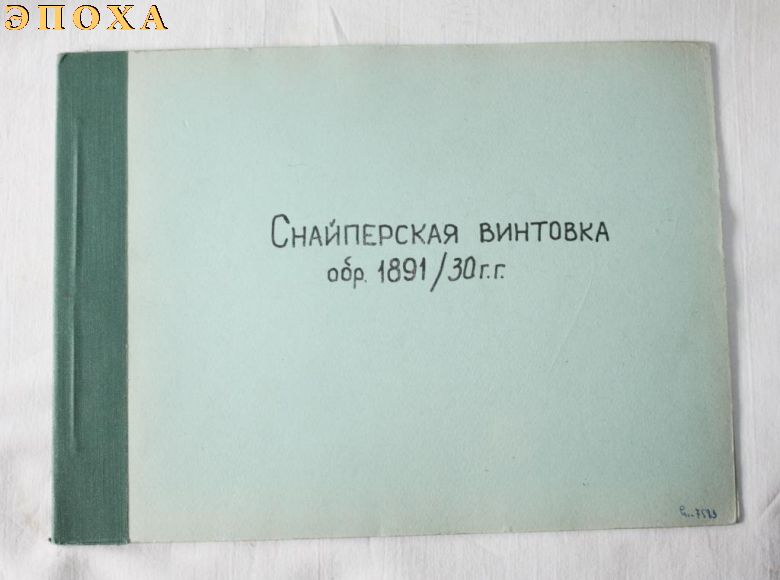 ЭПОХА
Снайперская винтовка
обр. 1891/30 г.г.